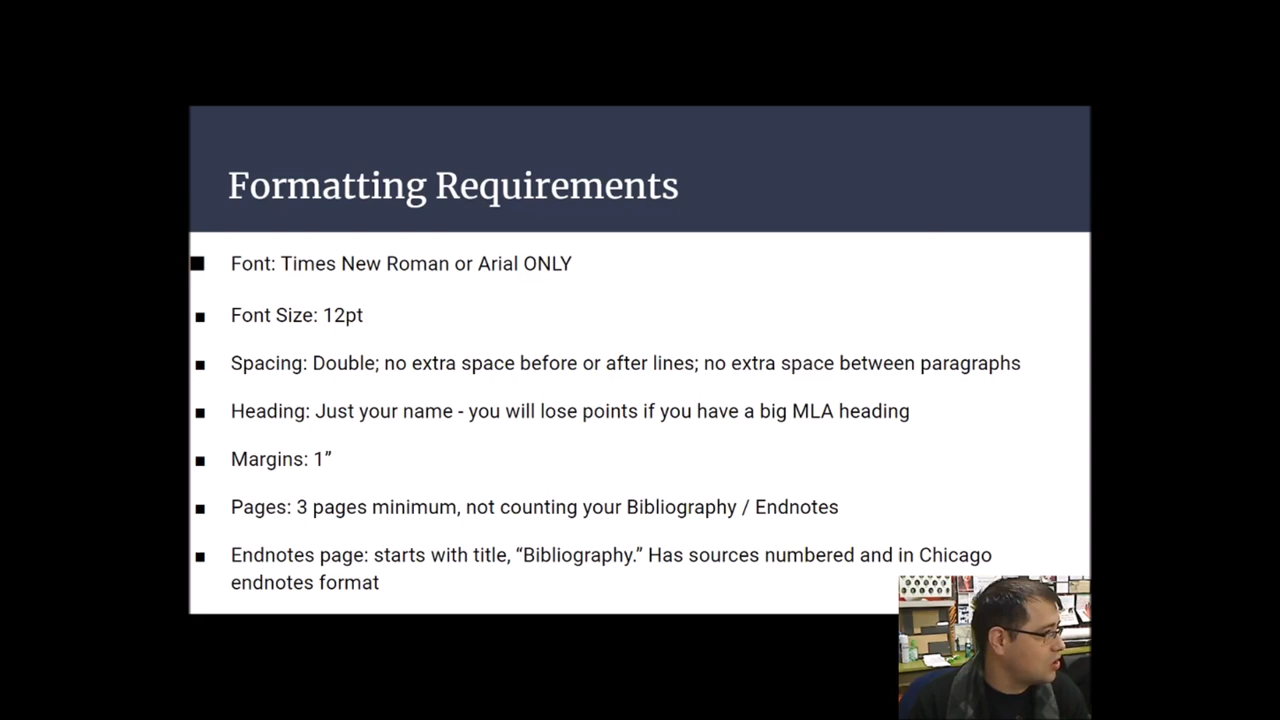 Formatting Requirements
■ Font: Times New Roman or Arial ONLY
■ Font Size: 12pt
■ Spacing: Double; no extra space before or after lines; no extra space between paragraphs
■ Heading: Just your name - you will lose points if you have a big MLA heading
■ Margins: 1”
■ Pages: 3 pages minimum, not counting your Bibliography / Endnotes
■ Endnotes page: starts with title, “Bibliography.” Has sources numbered and in Chicago
endnotes format